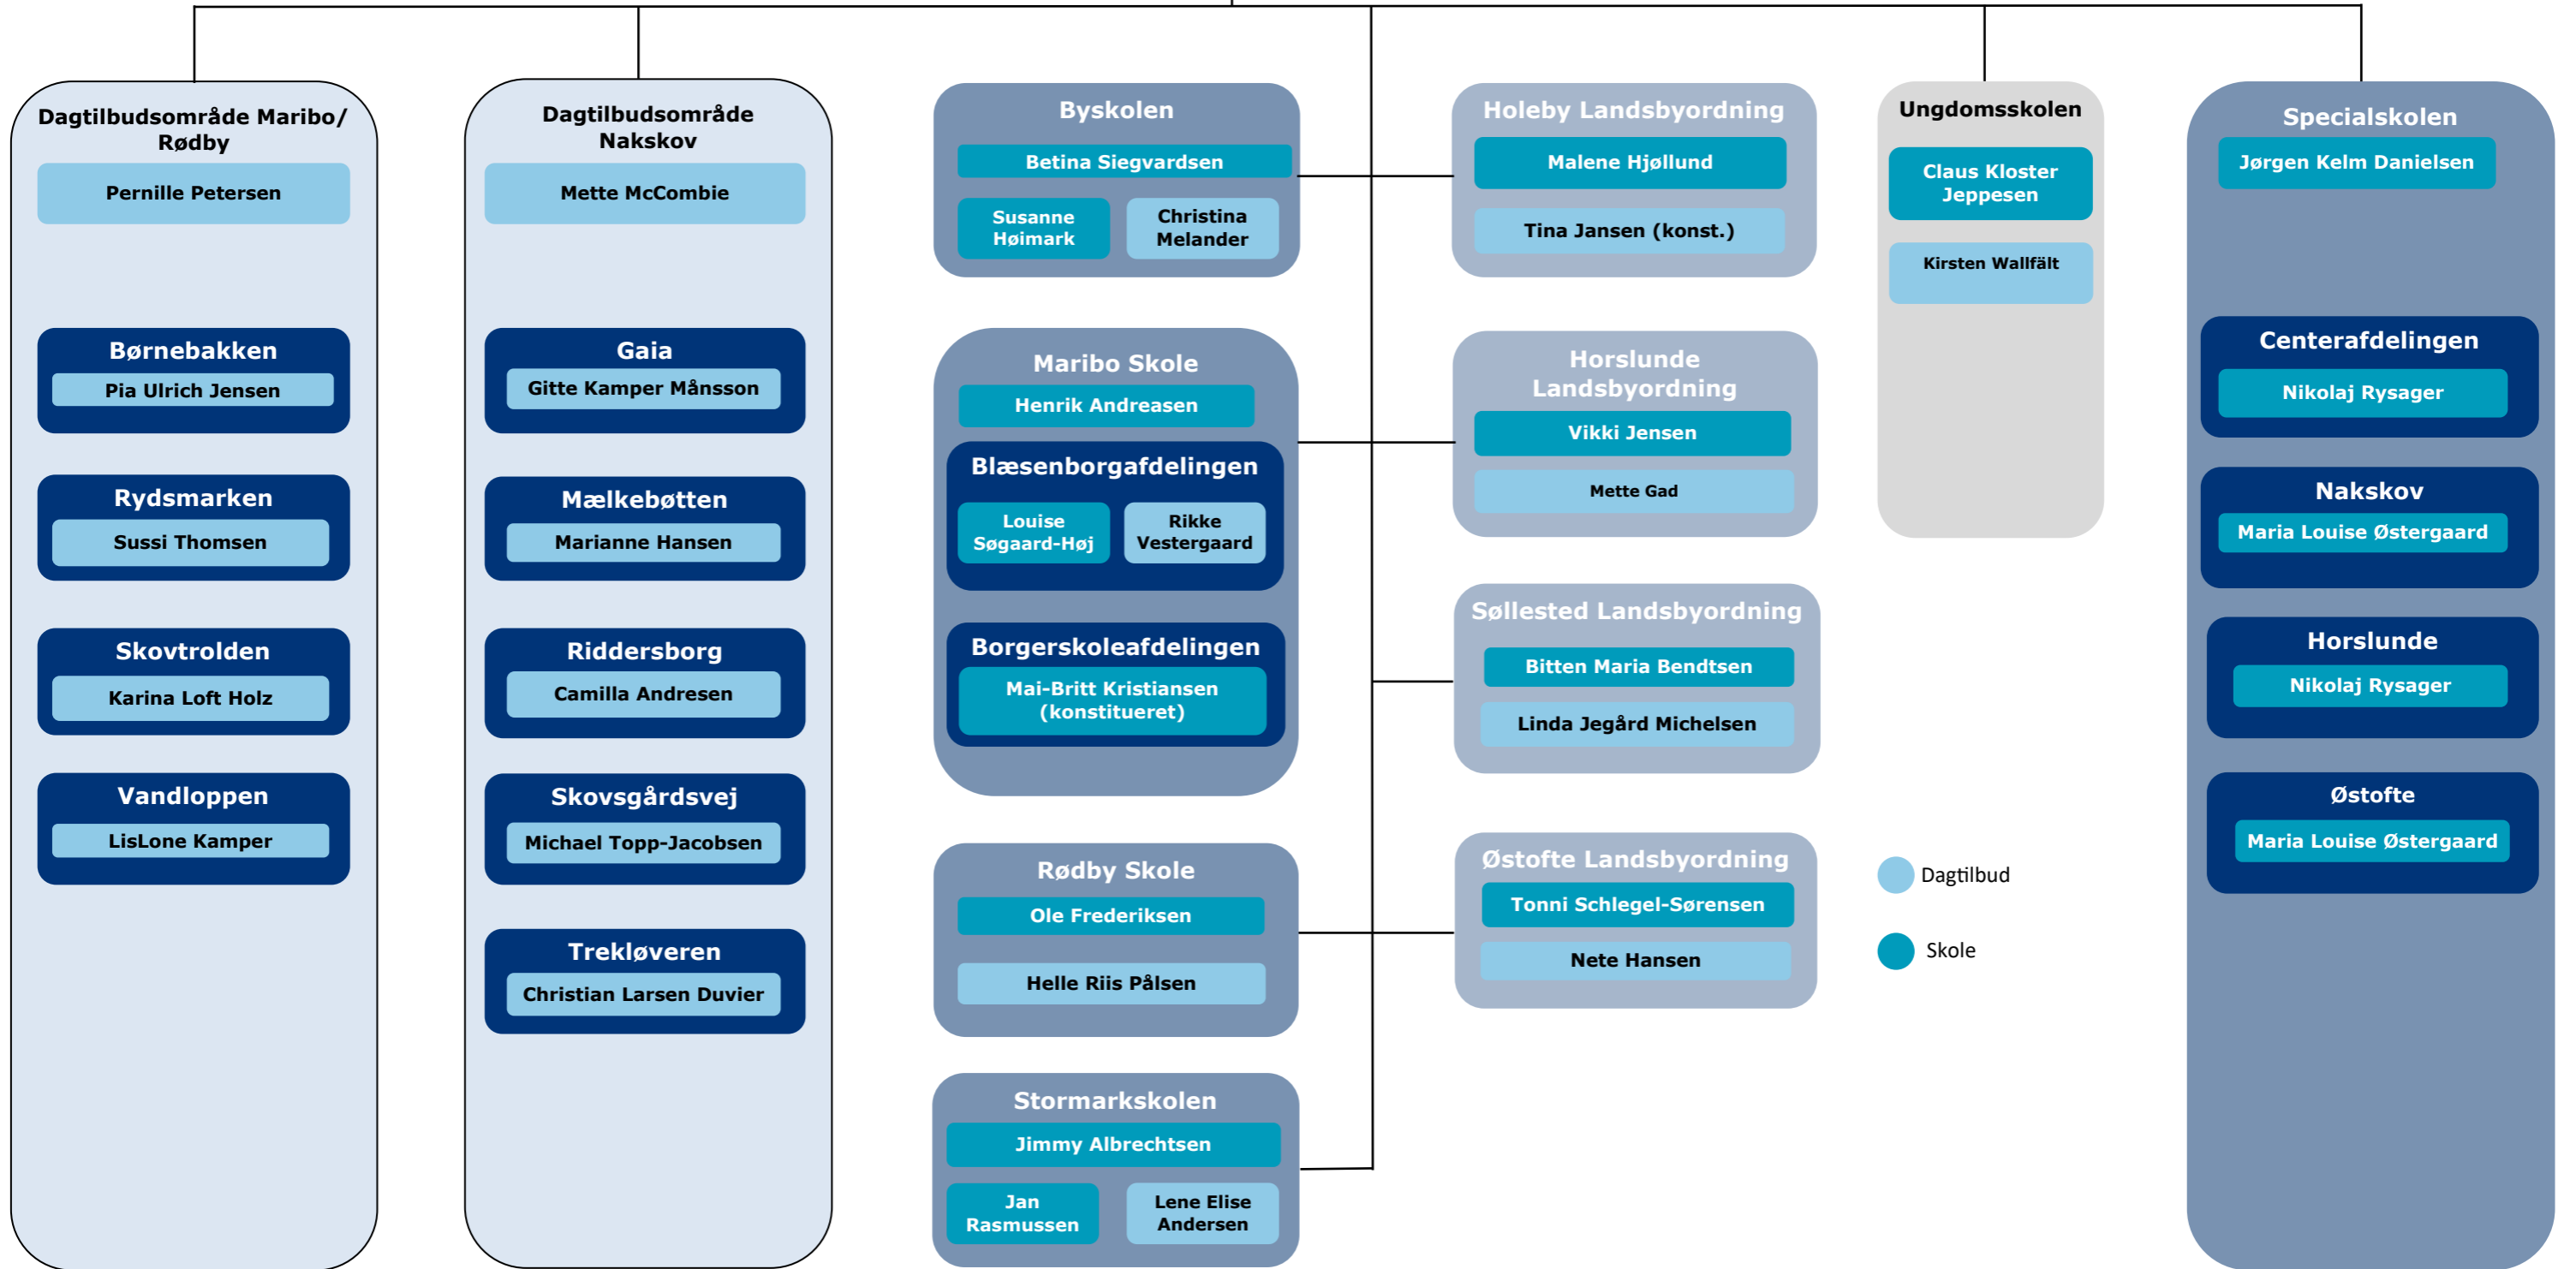 Dagtilbudsområde Maribo/
Rødby
Pernille Petersen
Børnebakken
Pia Ulrich Jensen
Rydsmarken
Sussi Thomsen
Skovtrolden
Karina Loft Holz
Vandloppen
LisLone Kamper
Dagtilbudsområde
Nakskov
Mette McCombie
Gaia
Gitte Kamper Månsson
Mælkebøtten
Marianne Hansen
Riddersborg
Camilla Andresen
Skovsgårdsvej
Michael Topp-Jacobsen
Trekløveren
Christian Larsen Duvier
Byskolen
Betina Siegvardsen
Susanne
Høimark
Christina
Melander
Maribo Skole
Henrik Andreasen
Blæsenborgafdelingen
Louise
Søgaard-Høj
Rikke
Vestergaard
Borgerskoleafdelingen
Mai-Britt Kristiansen
(konstitueret)
Rødby Skole
Ole Frederiksen
Helle Riis Pålsen
Stormarkskolen
Jimmy Albrechtsen
Jan
Rasmussen
Lene Elise
Andersen
Holeby Landsbyordning
Malene Hjøllund
Tina Jansen (konst.)
Horslunde
Landsbyordning
Vikki Jensen
Mette Gad
Søllested Landsbyordning
Bitten Maria Bendtsen
Linda Jegård Michelsen
Østofte Landsbyordning
Tonni Schlegel-Sørensen
Nete Hansen
Ungdomsskolen
Claus Kloster
Jeppesen
Kirsten Wallfält
Dagtilbud
Skole
Specialskolen
Jørgen Kelm Danielsen
Centerafdelingen
Nikolaj Rysager
Nakskov
Maria Louise Østergaard
Horslunde
Nikolaj Rysager
Østofte
Maria Louise Østergaard